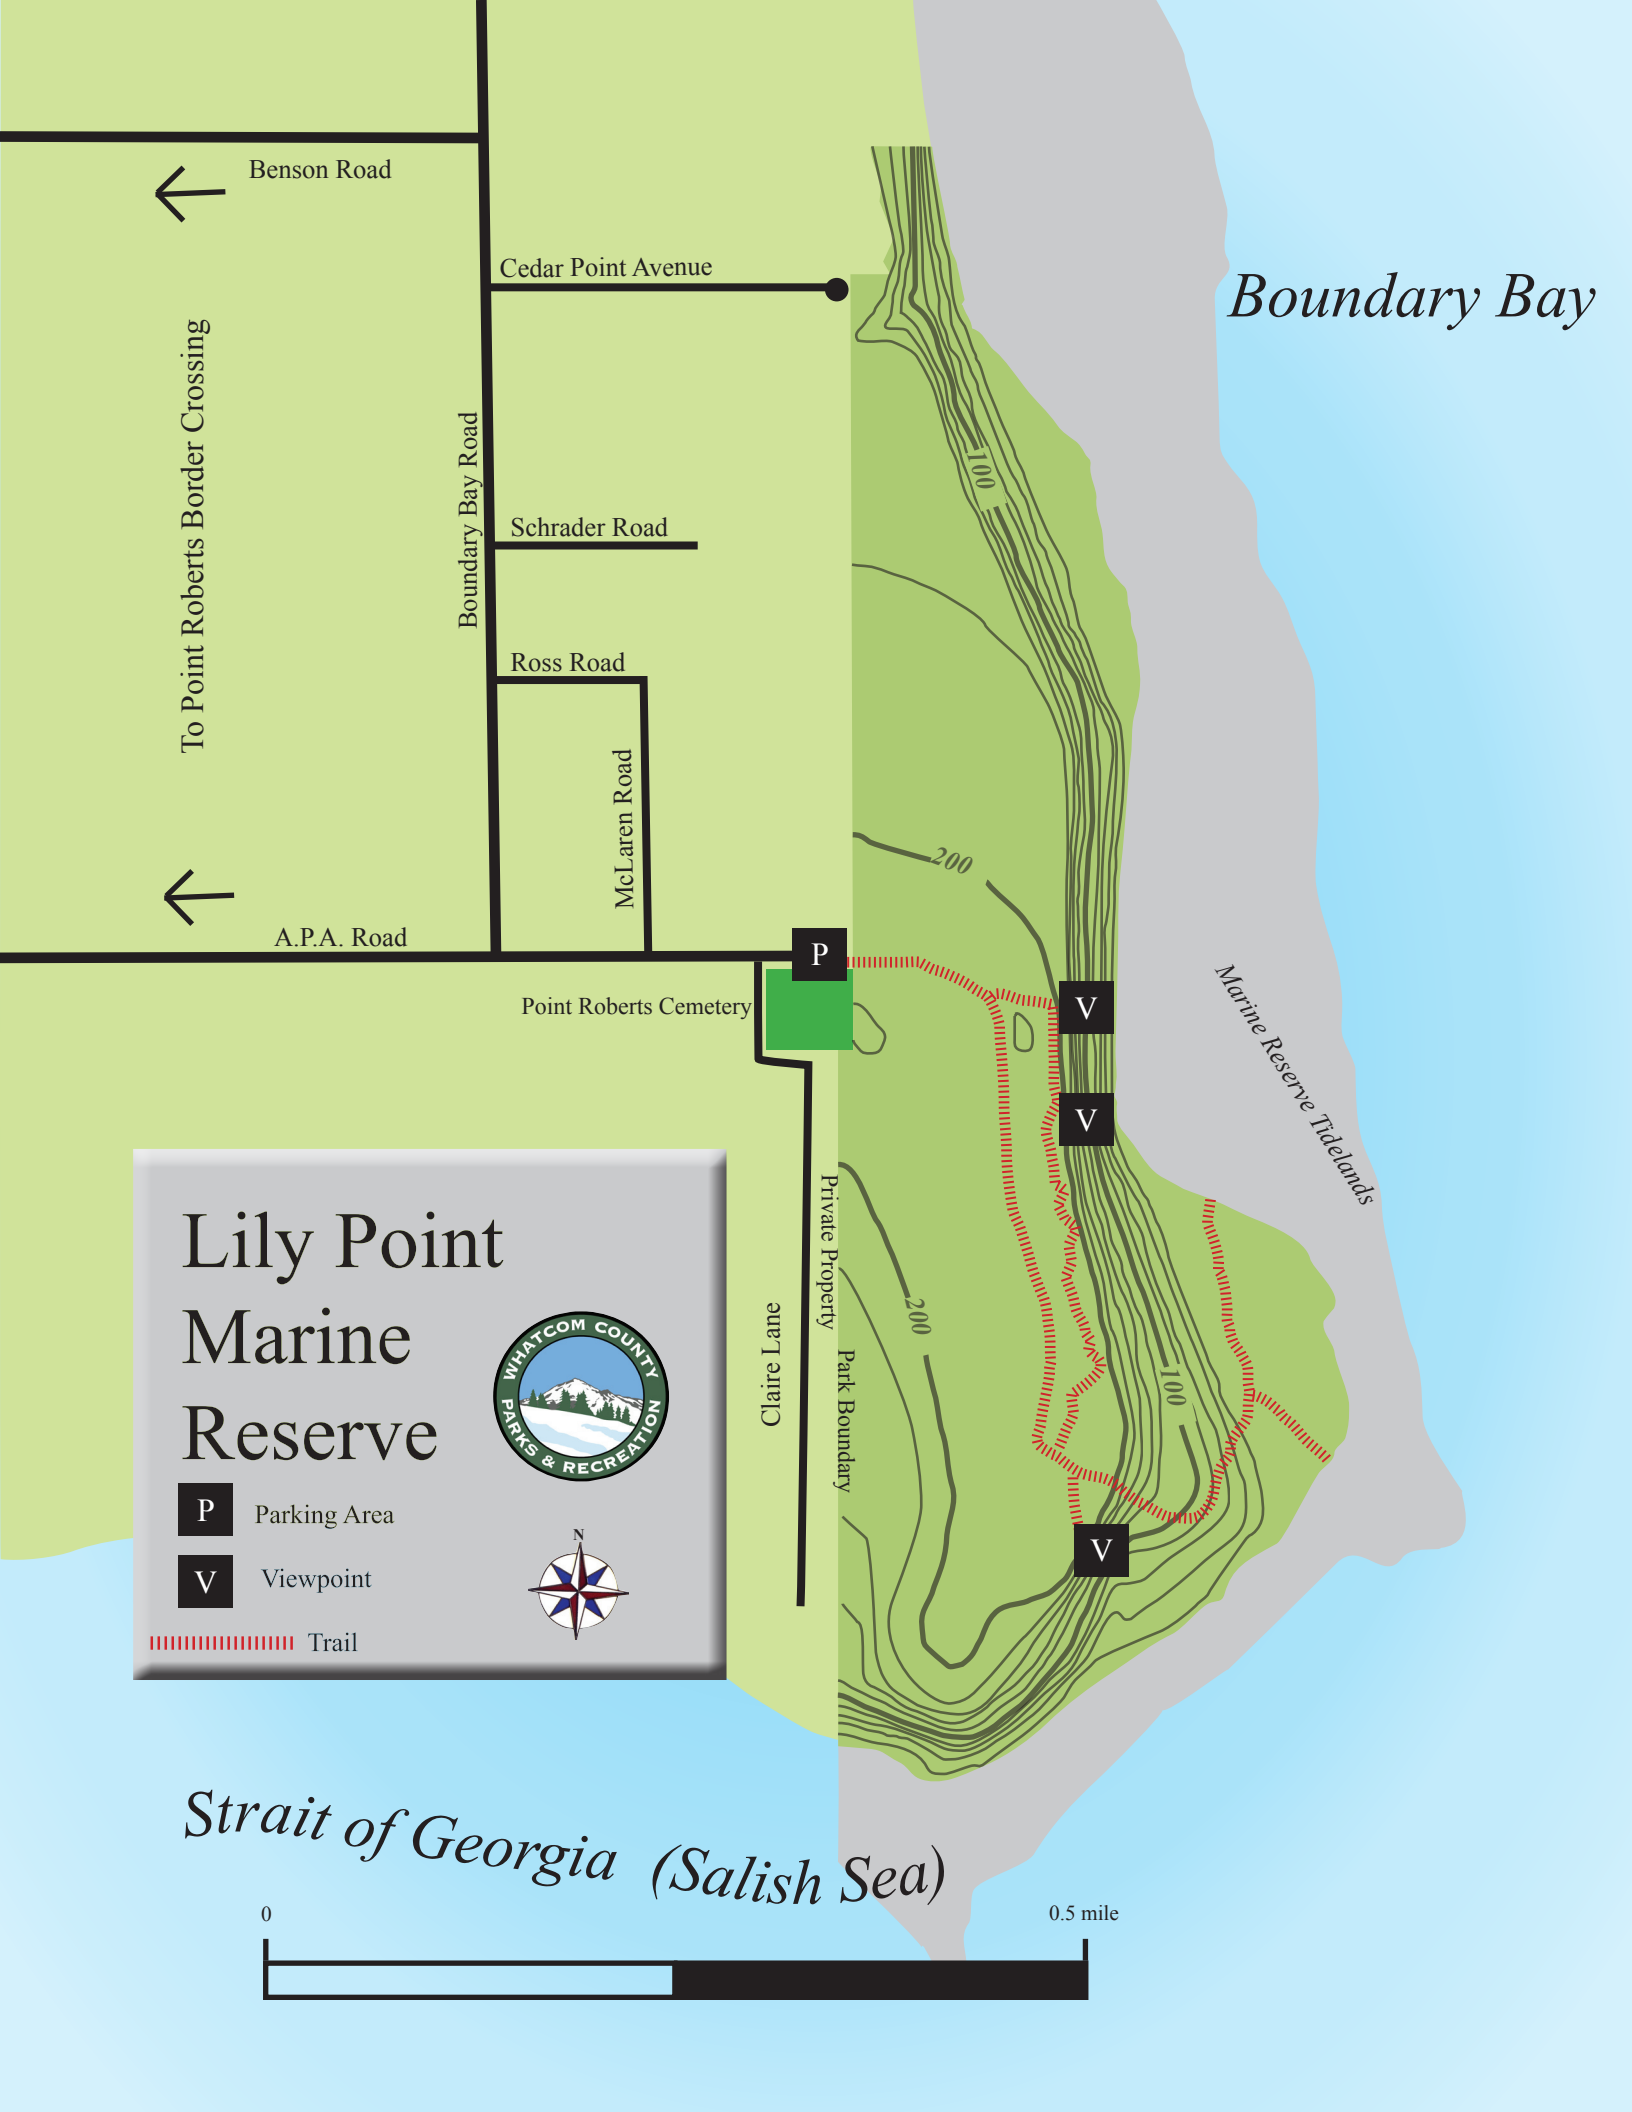 Benson Road
Cedar Point Avenue
Boundary Bay
To Point Roberts Border Crossing
Boundary Bay Road
100
Schrader Road
Ross Road
McLaren Road
200
A.P.A. Road
P
Point Roberts Cemetery
V
V
Marine Reserve Tidelands
Private Property
Park Boundary
Claire Lane
200
100
V
Lily Point
Marine
Reserve
WHATCOM COUNTY
PARKS & RECREATION
P Parking Area
V Viewpoint
Trail
N
Strait of Georgia (Salish Sea)
0 0.5 mile